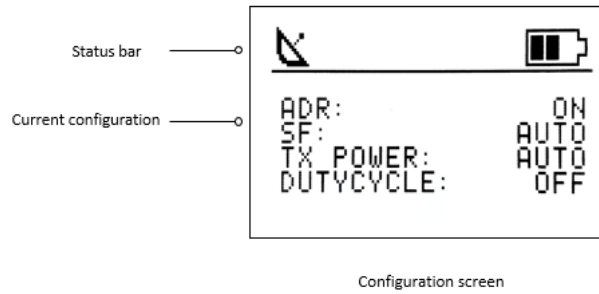 Status bar
Current configuration
ADR: ON
SF: AUTO
TX POWER: AUTO
DUTYCYCLE: OFF
Configuration screen